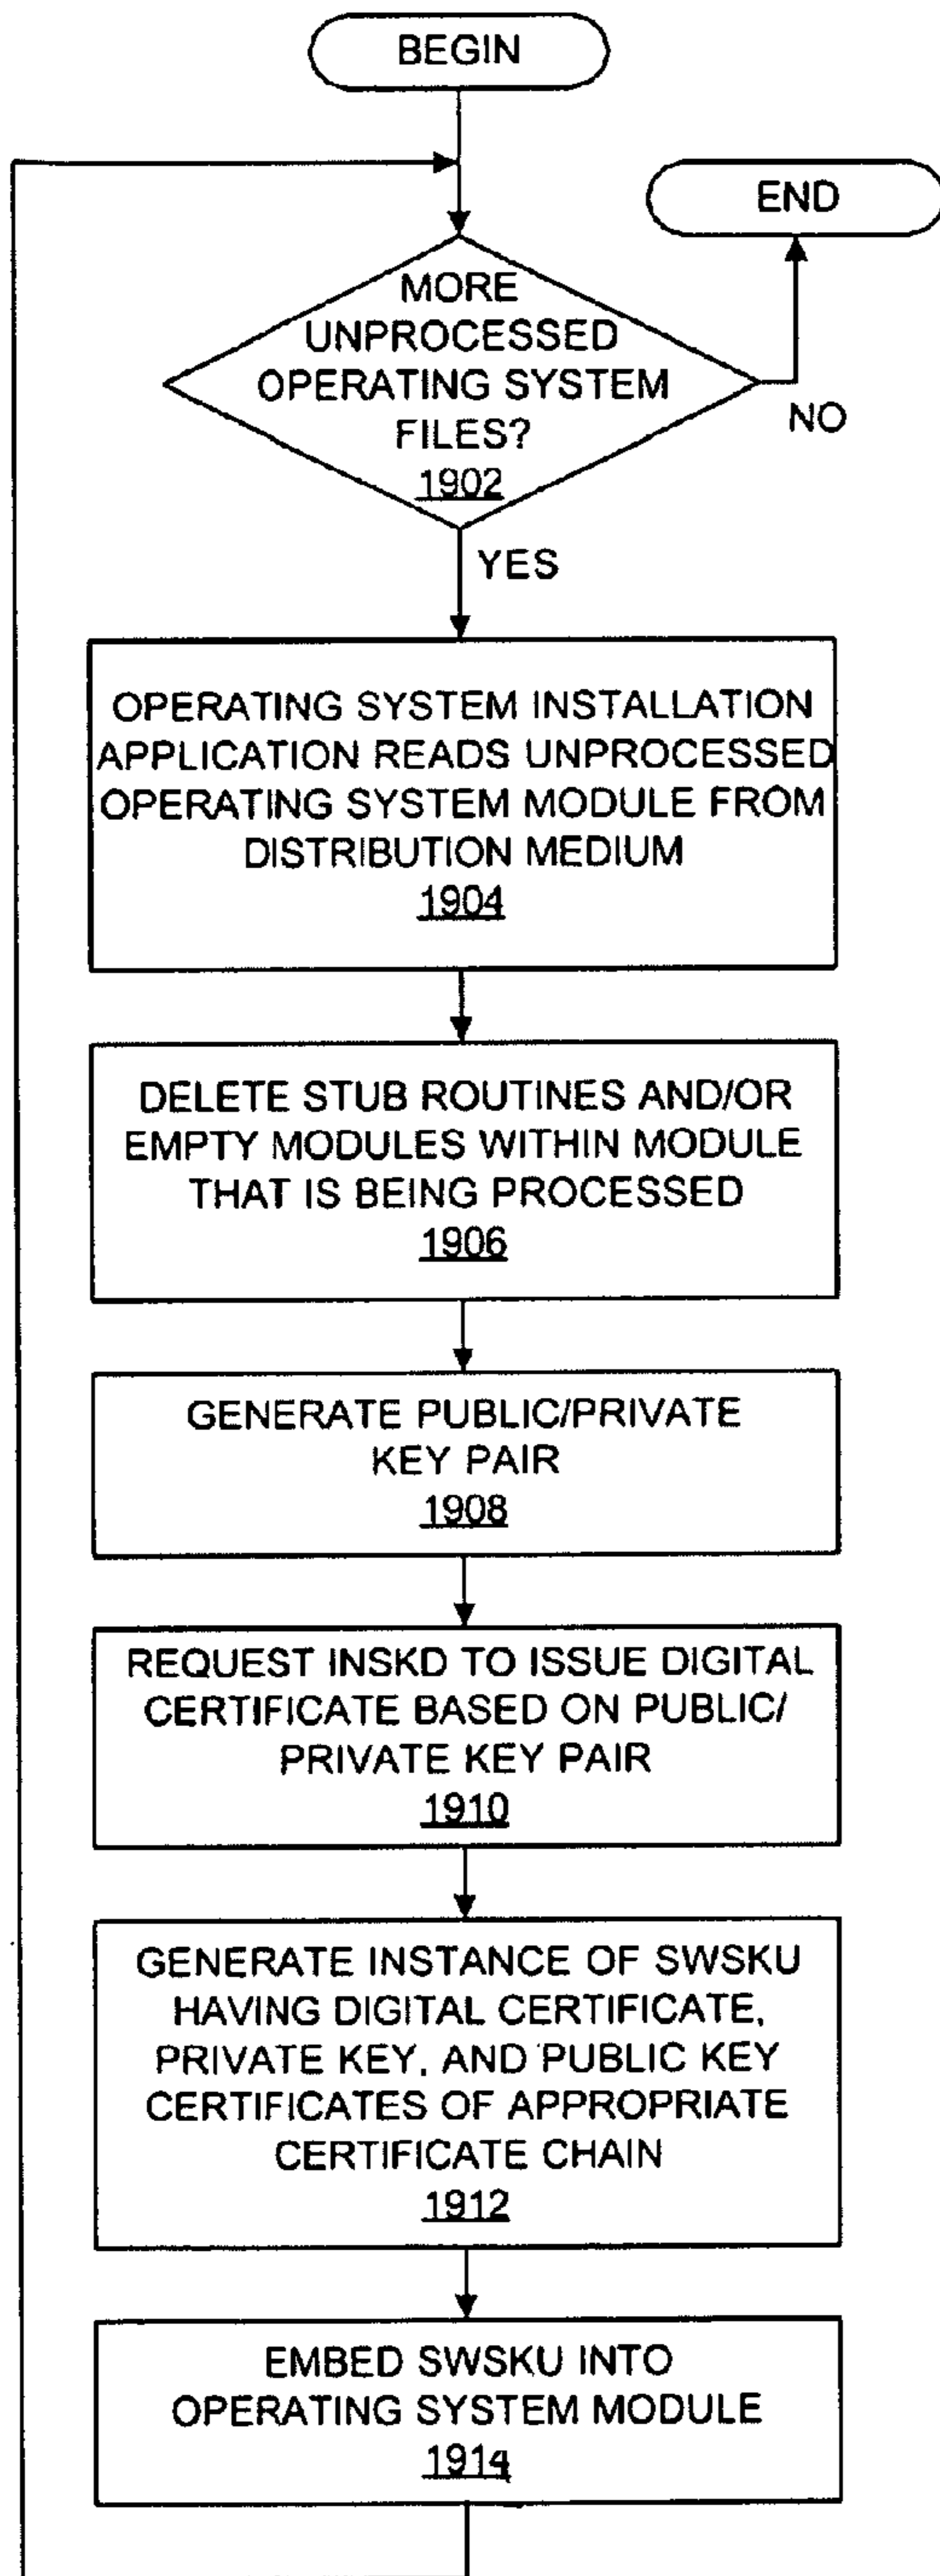 BEGIN
END
MORE
UNPROCESSED
OPERATING SYSTEM
FILES?
1902
NO
YES
OPERATING SYSTEM INSTALLATION
APPLICATION READS UNPROCESSED
OPERATING SYSTEM MODULE FROM
DISTRIBUTION MEDIUM
1904
DELETE STUB ROUTINES AND/OR
EMPTY MODULES WITHIN MODULE
THAT IS BEING PROCESSED
1906
GENERATE PUBLIC/PRIVATE
KEY PAIR
1908
REQUEST INSKD TO ISSUE DIGITAL
CERTIFICATE BASED ON PUBLIC/
PRIVATE KEY PAIR
1910
GENERATE INSTANCE OF SWSKU
HAVING DIGITAL CERTIFICATE,
PRIVATE KEY, AND PUBLIC KEY
CERTIFICATES OF APPROPRIATE
CERTIFICATE CHAIN
1912
EMBED SWSKU INTO
OPERATING SYSTEM MODULE
1914